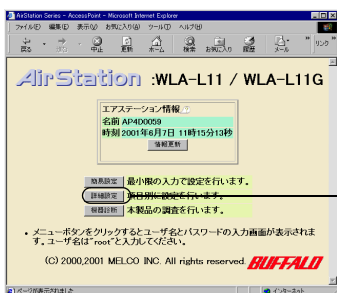 AirStation Series - AccessPoint - Microsoft Internet Explorer
ファイル(F) 編集(E) 表示(V) お気に入り(A) ツール(T) ヘルプ(H)
戻る 進む 中止 更新 ホーム 検索 お気に入り 履歴 メール リンク
AirStation :WLA-L11 / WLA-L11G
エアステーション情報
名前 AP4D0059
時刻 2001年6月7日 11時15分13秒
情報更新
簡易設定 最小限の入力で設定を行います。
詳細設定 項目別に設定を行います。
機器診断 本製品の調査を行います。
• メニューボタンをクリックするとユーザ名とパスワードの入力画面が表示されます。ユーザ名は"root"と入力してください。
(C) 2000,2001 MELCO INC. All rights reserved. BUFFALO
ページが表示されました インターネット